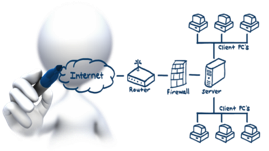 Client PC's
Internet
Router
Firewall
Server
Client PC's